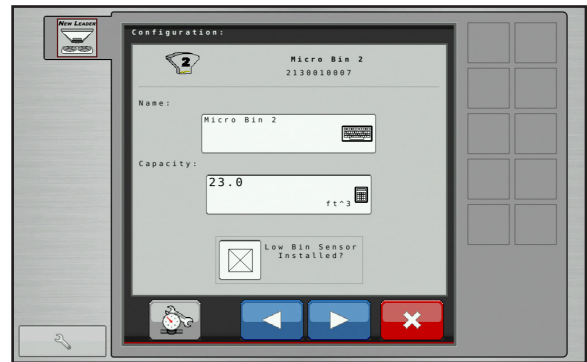 NEW LEADER
Configuration:
2
Micro Bin 2
2130010007
Name:
Micro Bin 2
Capacity:
23.0
ft^3
Low Bin Sensor
Installed?